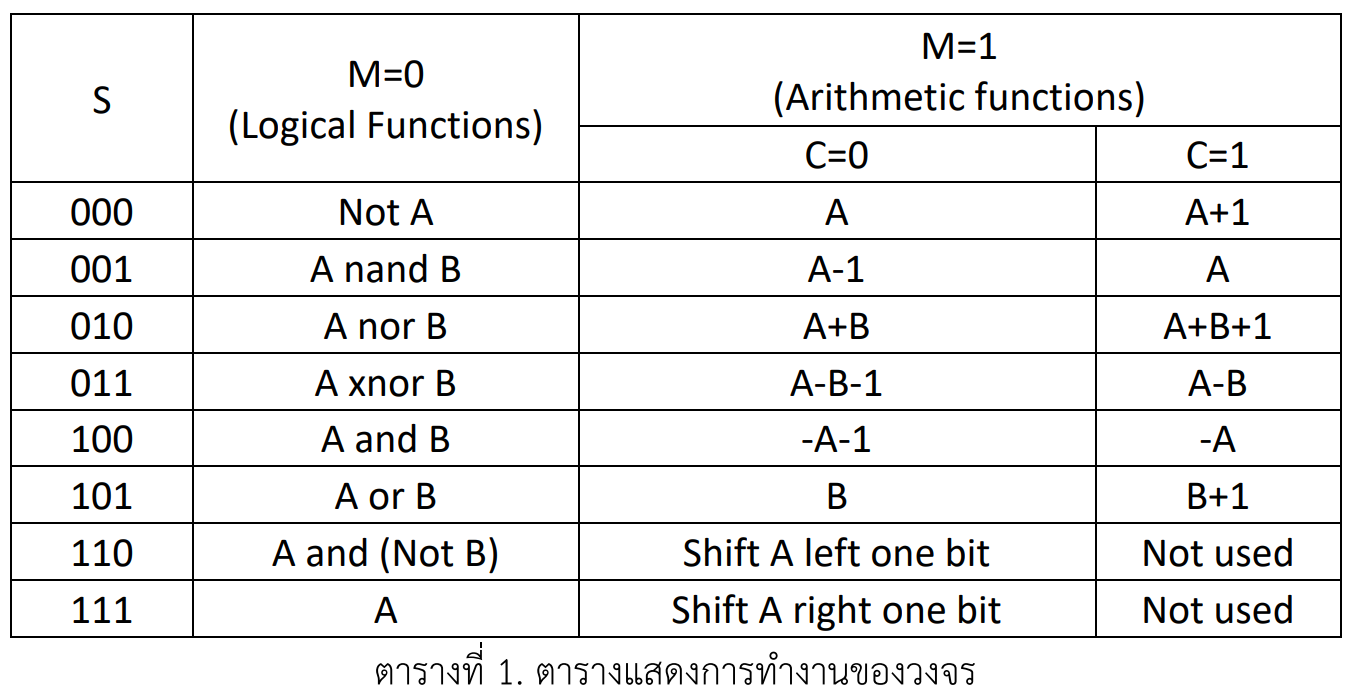 S M=0 M=1
(Logical Functions) (Arithmetic functions)
C=0 C=1
000 Not A A A+1
001 A nand B A-1 A
010 A nor B A+B A+B+1
011 A xnor B A-B-1 A-B
100 A and B -A-1 -A
101 A or B B B+1
110 A and (Not B) Shift A left one bit Not used
111 A Shift A right one bit Not used
ตารางที่ 1. ตารางแสดงการทำงานของวงจร